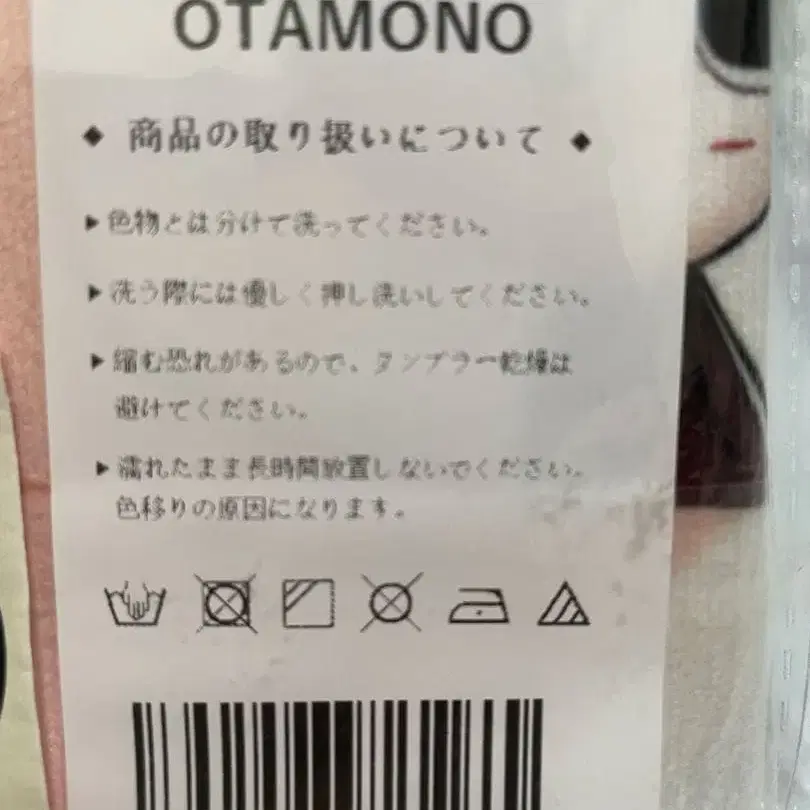 OTAMONO
◆ 商品の取り扱いについて ◆
▶色物とは分けて洗ってください。
▶洗う際には優しく押し洗いしてください。
▶縮む恐れがあるので、タンブラー乾燥は
避けてください。
▶濡れたまま長時間放置しないでください。
色移りの原因になります。